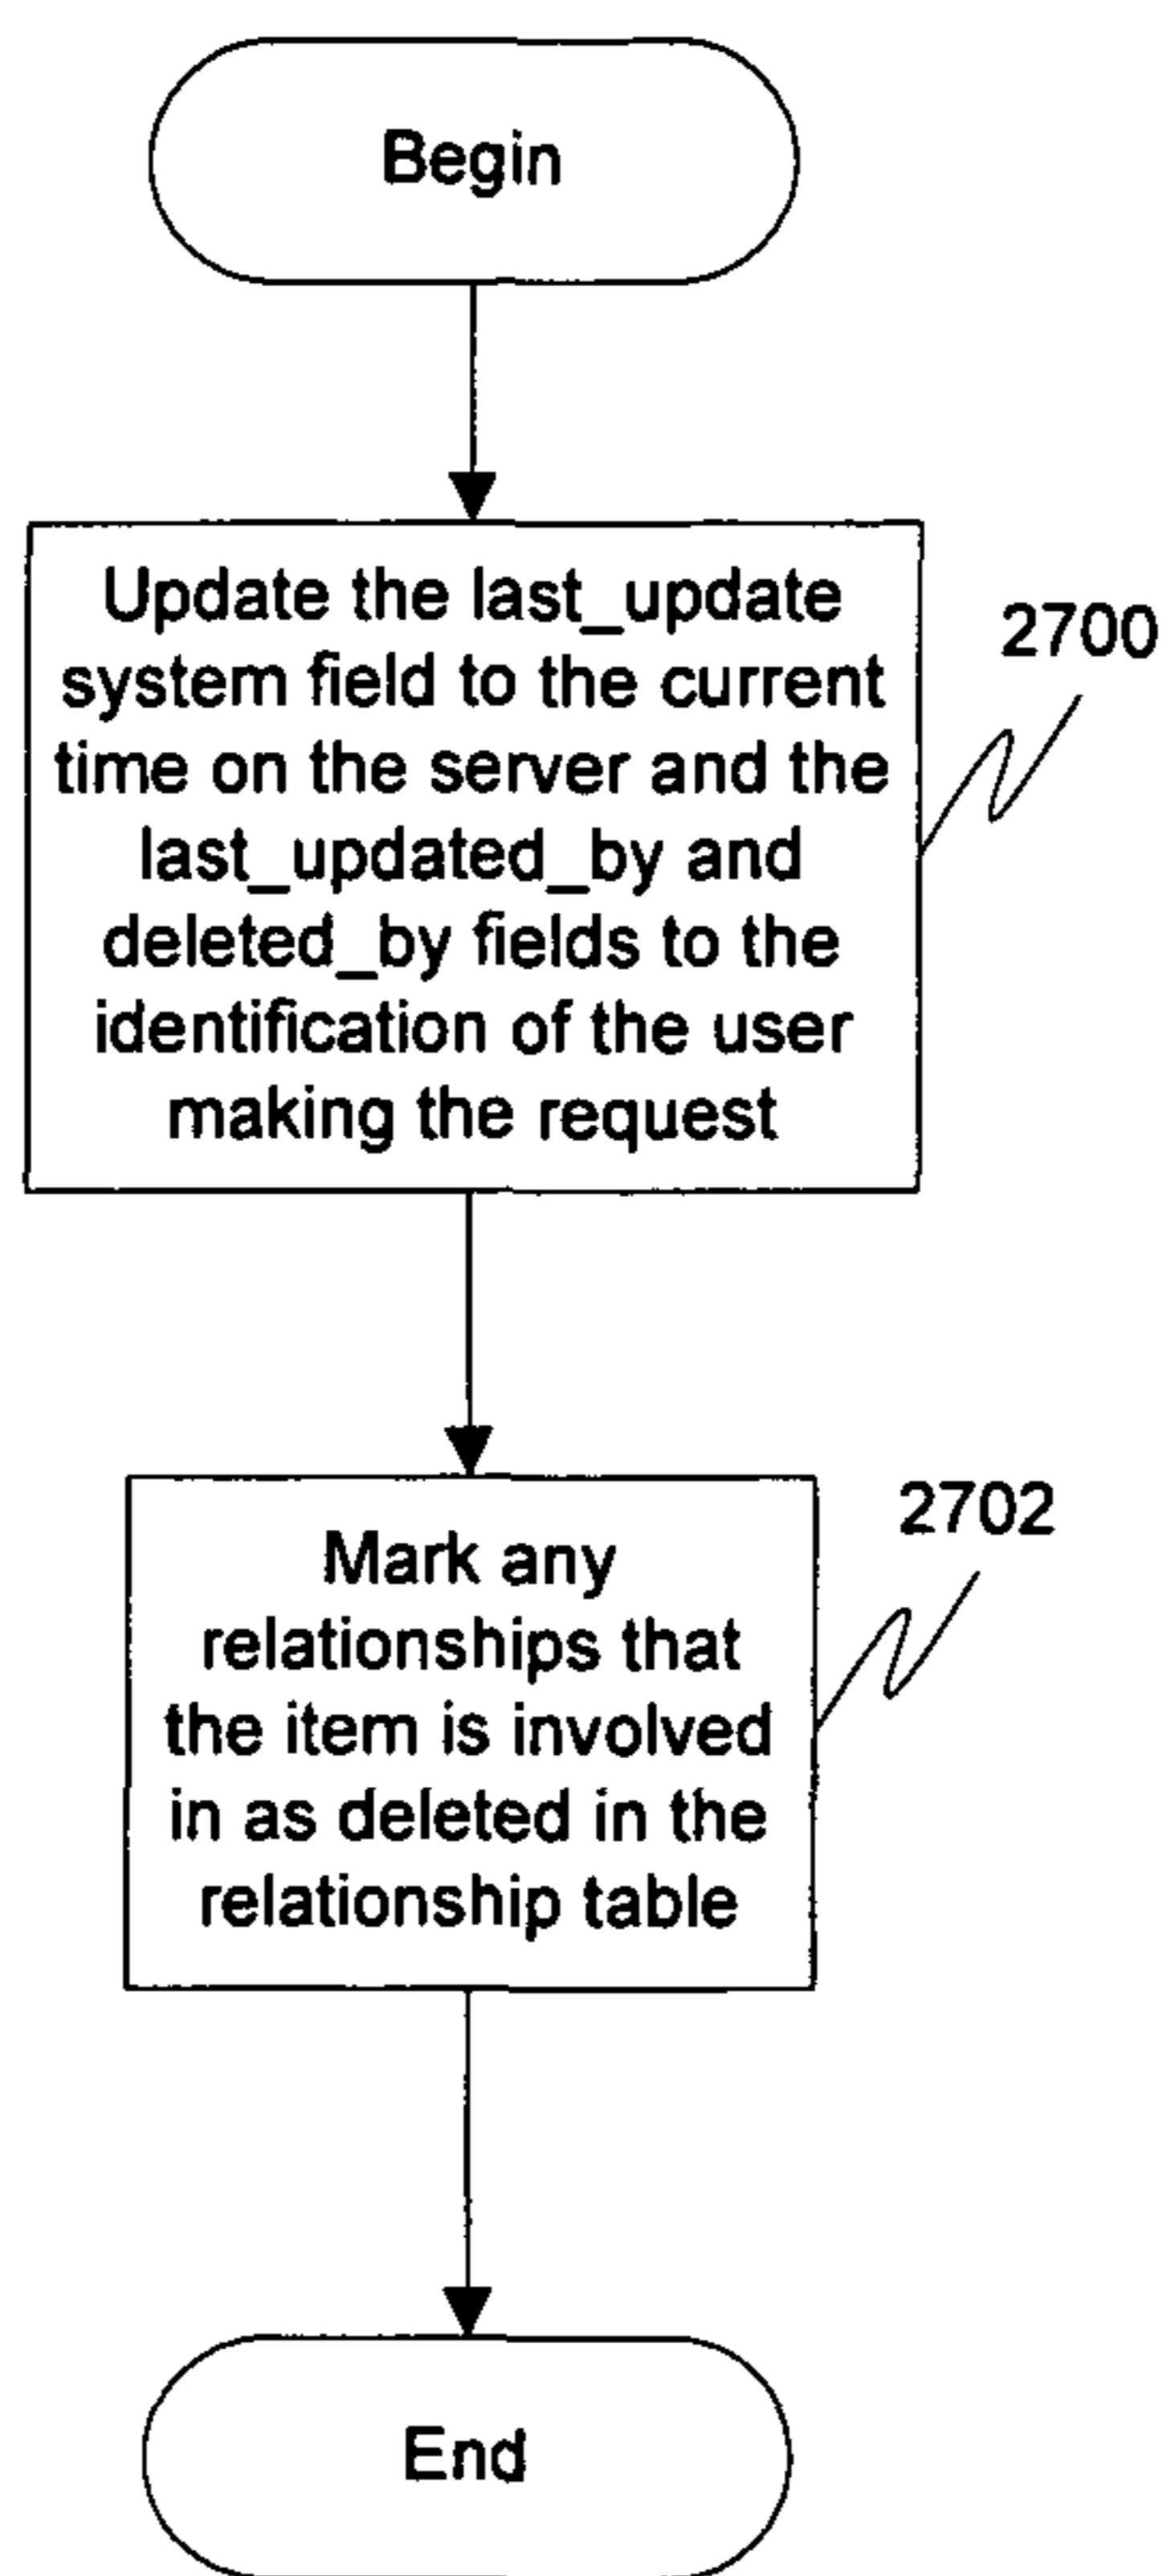 Begin
Update the last_update
system field to the current
time on the server and the
last_updated_by and
deleted_by fields to the
identification of the user
making the request
2700
Mark any
relationships that
the item is involved
in as deleted in the
relationship table
2702
End